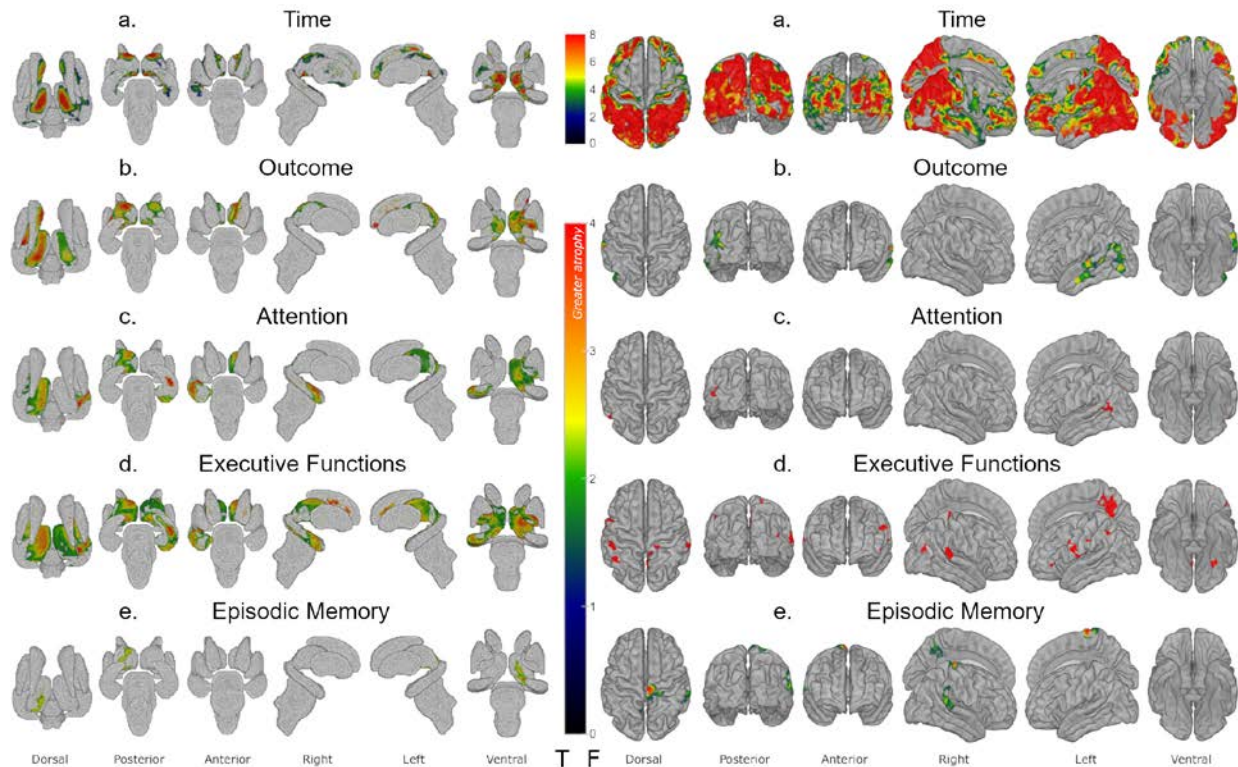 a. Time a. Time
8
6
4
2
0
b. Outcome b. Outcome
4
Greater atrophy
c. Attention c. Attention
3
d. Executive Functions d. Executive Functions
2
1
e. Episodic Memory e. Episodic Memory
0
Dorsal Posterior Anterior Right Left Ventral T F Dorsal Posterior Anterior Right Left Ventral